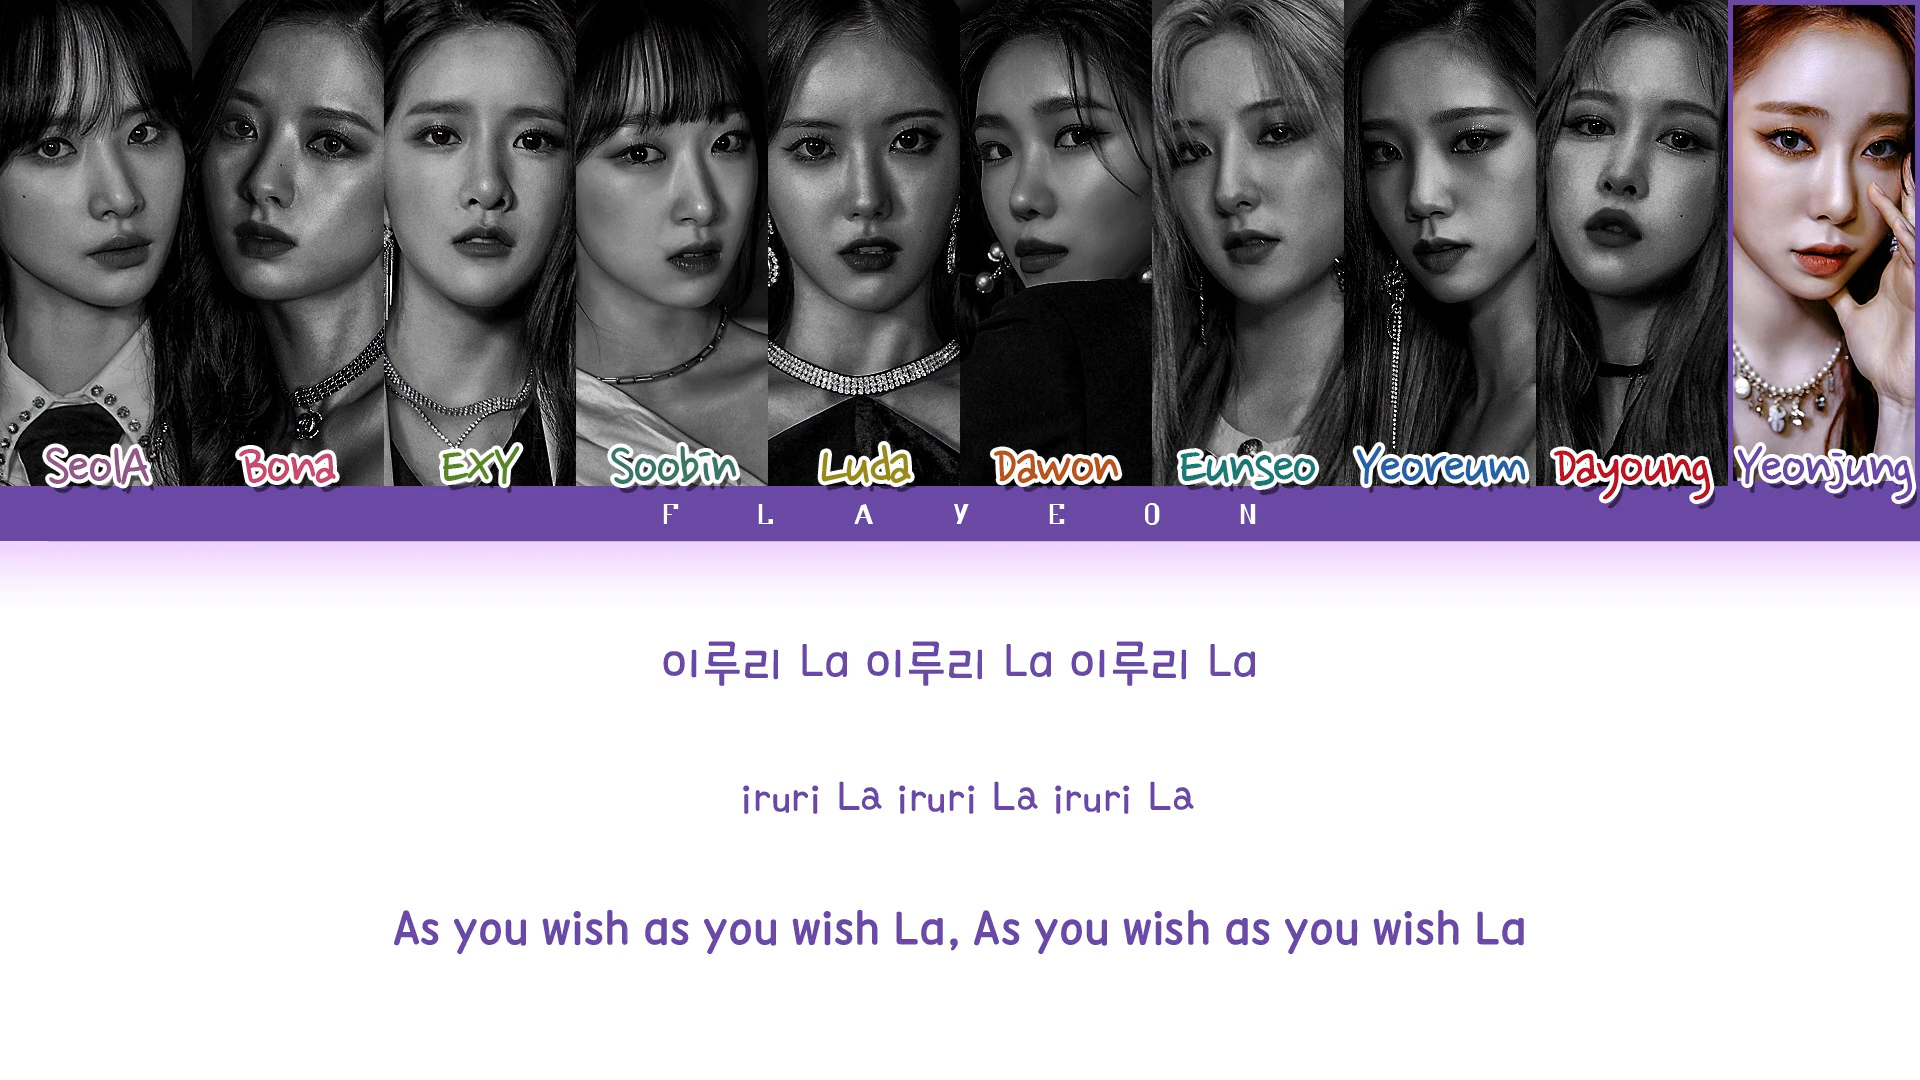 SeolA Bona EXY Soobin Luda Dawon Eunseo Yeoreum Dayoung Yeonjung
FLAYEON
이루리 La 이루리 La 이루리 La
iruri La iruri La iruri La
As you wish as you wish La, As you wish as you wish La